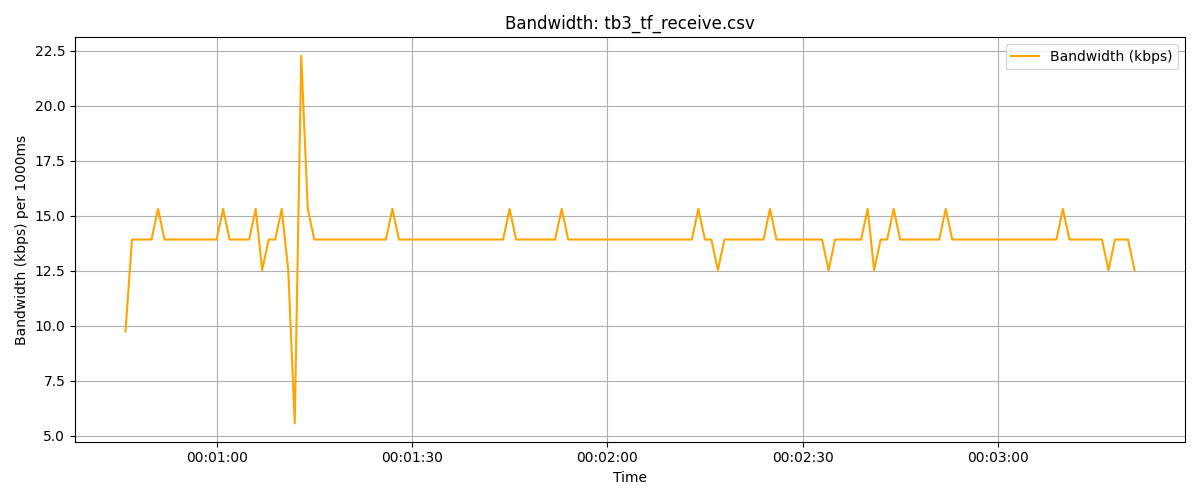 Bandwidth: tb3_tf_receive.csv
Bandwidth (kbps)
Bandwidth (kbps) per 1000ms
22.5
20.0
17.5
15.0
12.5
10.0
7.5
5.0
00:01:00 00:01:30 00:02:00 00:02:30 00:03:00
Time